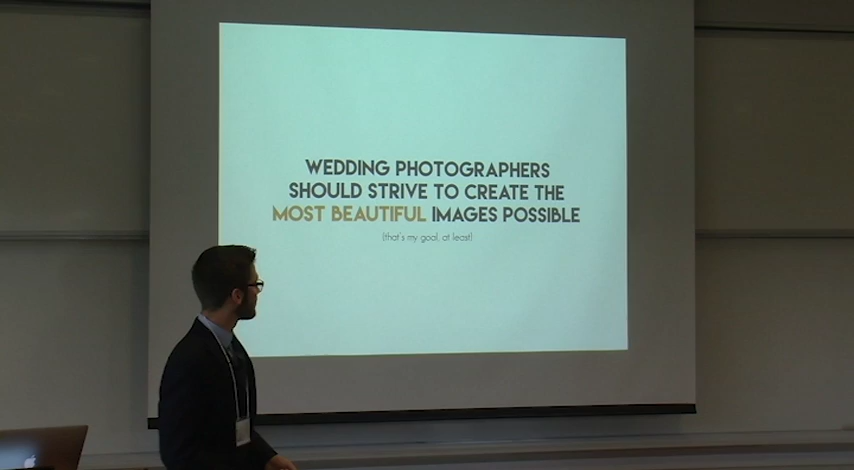 WEDDING PHOTOGRAPHERS
SHOULD STRIVE TO CREATE THE
MOST BEAUTIFUL IMAGES POSSIBLE
(that's my goal, at least)